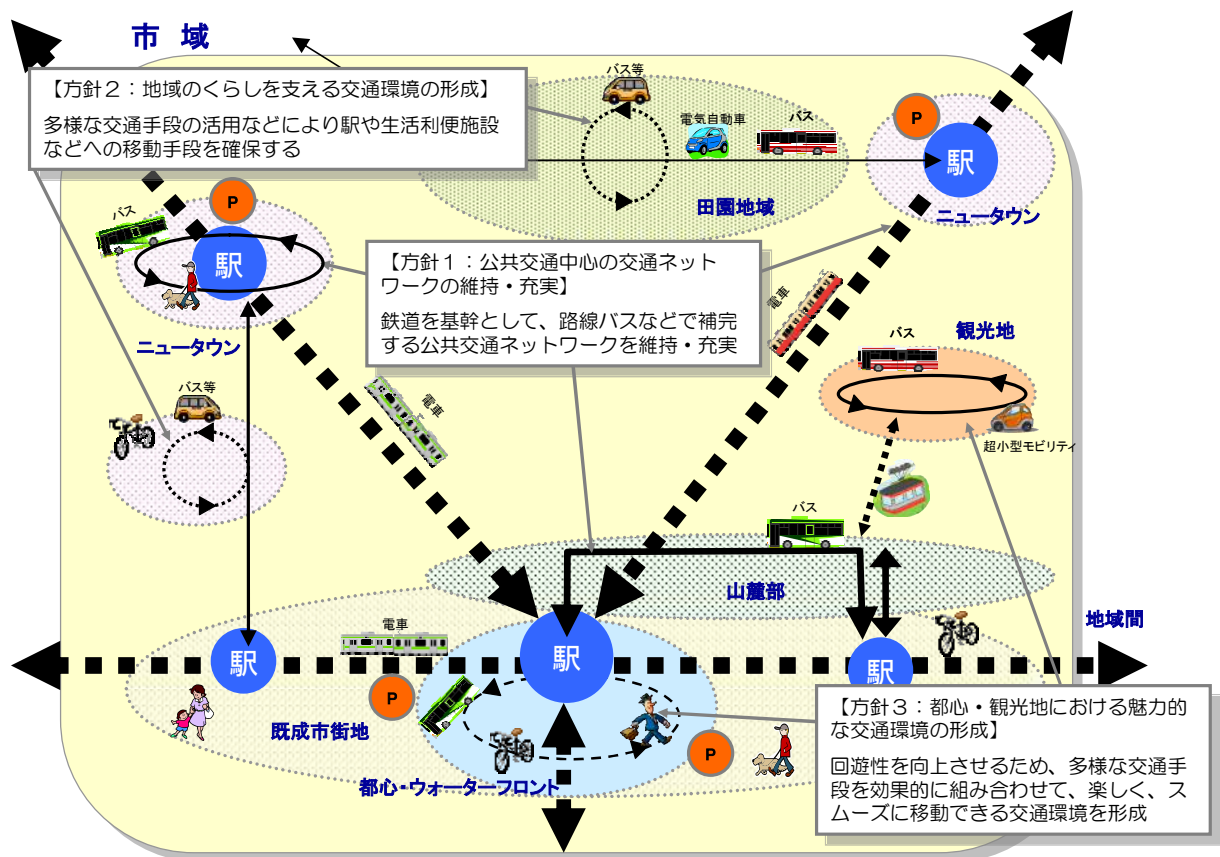 市 域
【方針２：地域のくらしを支える交通環境の形成】
多様な交通手段の活用などにより駅や生活利便施設
などへの移動手段を確保する
バス等
電気自動車
バス
P
駅
田園地域
ニュータウン
P
バス
駅
ニュータウン
【方針１：公共交通中心の交通ネット
ワークの維持・充実】
鉄道を基幹として、路線バスなどで補完
する公共交通ネットワークを維持・充実
電車
観光地
バス
超小型モビリティ
バス等
電車
バス
山麓部
地域間
電車
駅
駅
駅
P
既成市街地
都心・ウォーターフロント
P
【方針３：都心・観光地における魅力的
な交通環境の形成】
回遊性を向上させるため、多様な交通手
段を効果的に組み合わせて、楽しく、ス
ムーズに移動できる交通環境を形成